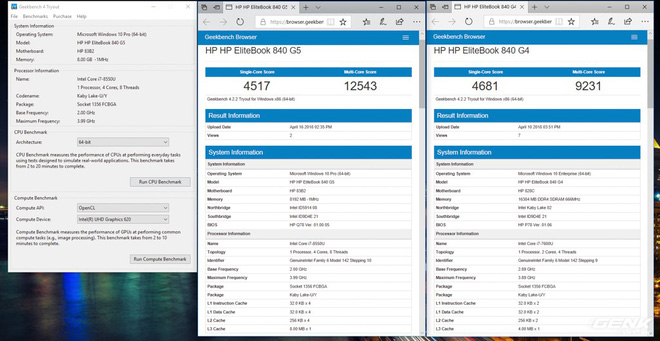 Geekbench 4 Tryout
Geekbench Benchmarks Purchase Help
System Information
Operating System: Microsoft Windows 10 Pro (64-bit)
Model: HP HP EliteBook 840 G5
Motherboard: HP 83B2
Memory: 8.00 GB -1MHz
Processor Information
Name: Intel Core i7-8550U
1 Processor, 4 Cores, 8 Threads
Codename: Kaby Lake-U/Y
Package: Socket 1356 FCBGA
Base Frequency: 2.00 GHz
Maximum Frequency: 3.99 GHz
CPU Benchmark
Architecture: 64-bit
CPU Benchmark measures the performance of CPUs at performing everyday tasks
using tests designed to simulate real-world applications. This benchmark takes
from 2 to 20 minutes to complete.
Run CPU Benchmark
Compute Benchmark
Compute API: OpenCL
Compute Device: Intel(R) UHD Graphics 620
Compute Benchmark measures the performance of GPUs at performing common
compute tasks (e.g., image processing). This benchmark takes from 2 to 10
minutes to complete.
Run Compute Benchmark
HP HP EliteBook 840 G5
https://browser.geekber
Geekbench Browser
HP HP EliteBook 840 G5
Single-Core Score Multi-Core Score
4517 12543
Geekbench 4.2.2 Tryout for Windows x86 (64-bit)
Result Information
Upload Date April 16 2018 02:35 PM
Views 2
System Information
System Information
Operating System Microsoft Windows 10 Pro (64-bit)
Model HP HP EliteBook 840 G5
Motherboard HP 83B2
Memory 8192 MB -1MHz
Northbridge Intel ID5914 08
Southbridge Intel ID9D4E 21
BIOS HP Q78 Ver. 01.00.05
Processor Information
Name Intel Core i7-8550U
Topology 1 Processor, 4 Cores, 8 Threads
Identifier GenuineIntel Family 6 Model 142 Stepping 10
Base Frequency 2.00 GHz
Maximum Frequency 3.99 GHz
Package Socket 1356 FCBGA
Package Kaby Lake-U/Y
L1 Instruction Cache 32.0 KB x 4
L1 Data Cache 32.0 KB x 4
L2 Cache 256 KB x 4
L3 Cache 8.00 MB x 1
HP HP EliteBook 840 G4
https://browser.geekber
Geekbench Browser
HP HP EliteBook 840 G4
Single-Core Score Multi-Core Score
4681 9231
Geekbench 4.2.2 Tryout for Windows x86 (64-bit)
Result Information
Upload Date April 16 2018 03:51 PM
Views
System Information
System Information
Operating System Microsoft Windows 10 Enterprise (64-bit)
Model HP HP EliteBook 840 G4
Motherboard HP 828C
Memory 16384 MB DDR4 SDRAM
Northbridge Intel Kaby Lake 02
Southbridge Intel ID9D4E 21
BIOS HP P78 Ver. 01.06
Processor Information
Name Intel Core i7-7600U
Topology 1 Processor, 2 Cores, 4 Threads
Identifier GenuineIntel Family 6 Model 142 Stepping 9
Base Frequency
Maximum Frequency
Package Socket 1356 FCBGA
Package Kaby Lake-U/Y
L1 Instruction Cache 32.0 KB x 2
L1 Data Cache 32.0 KB x 2
L2 Cache 256 KB x 2
L3 Cache 4.00 MB x 1
GENK